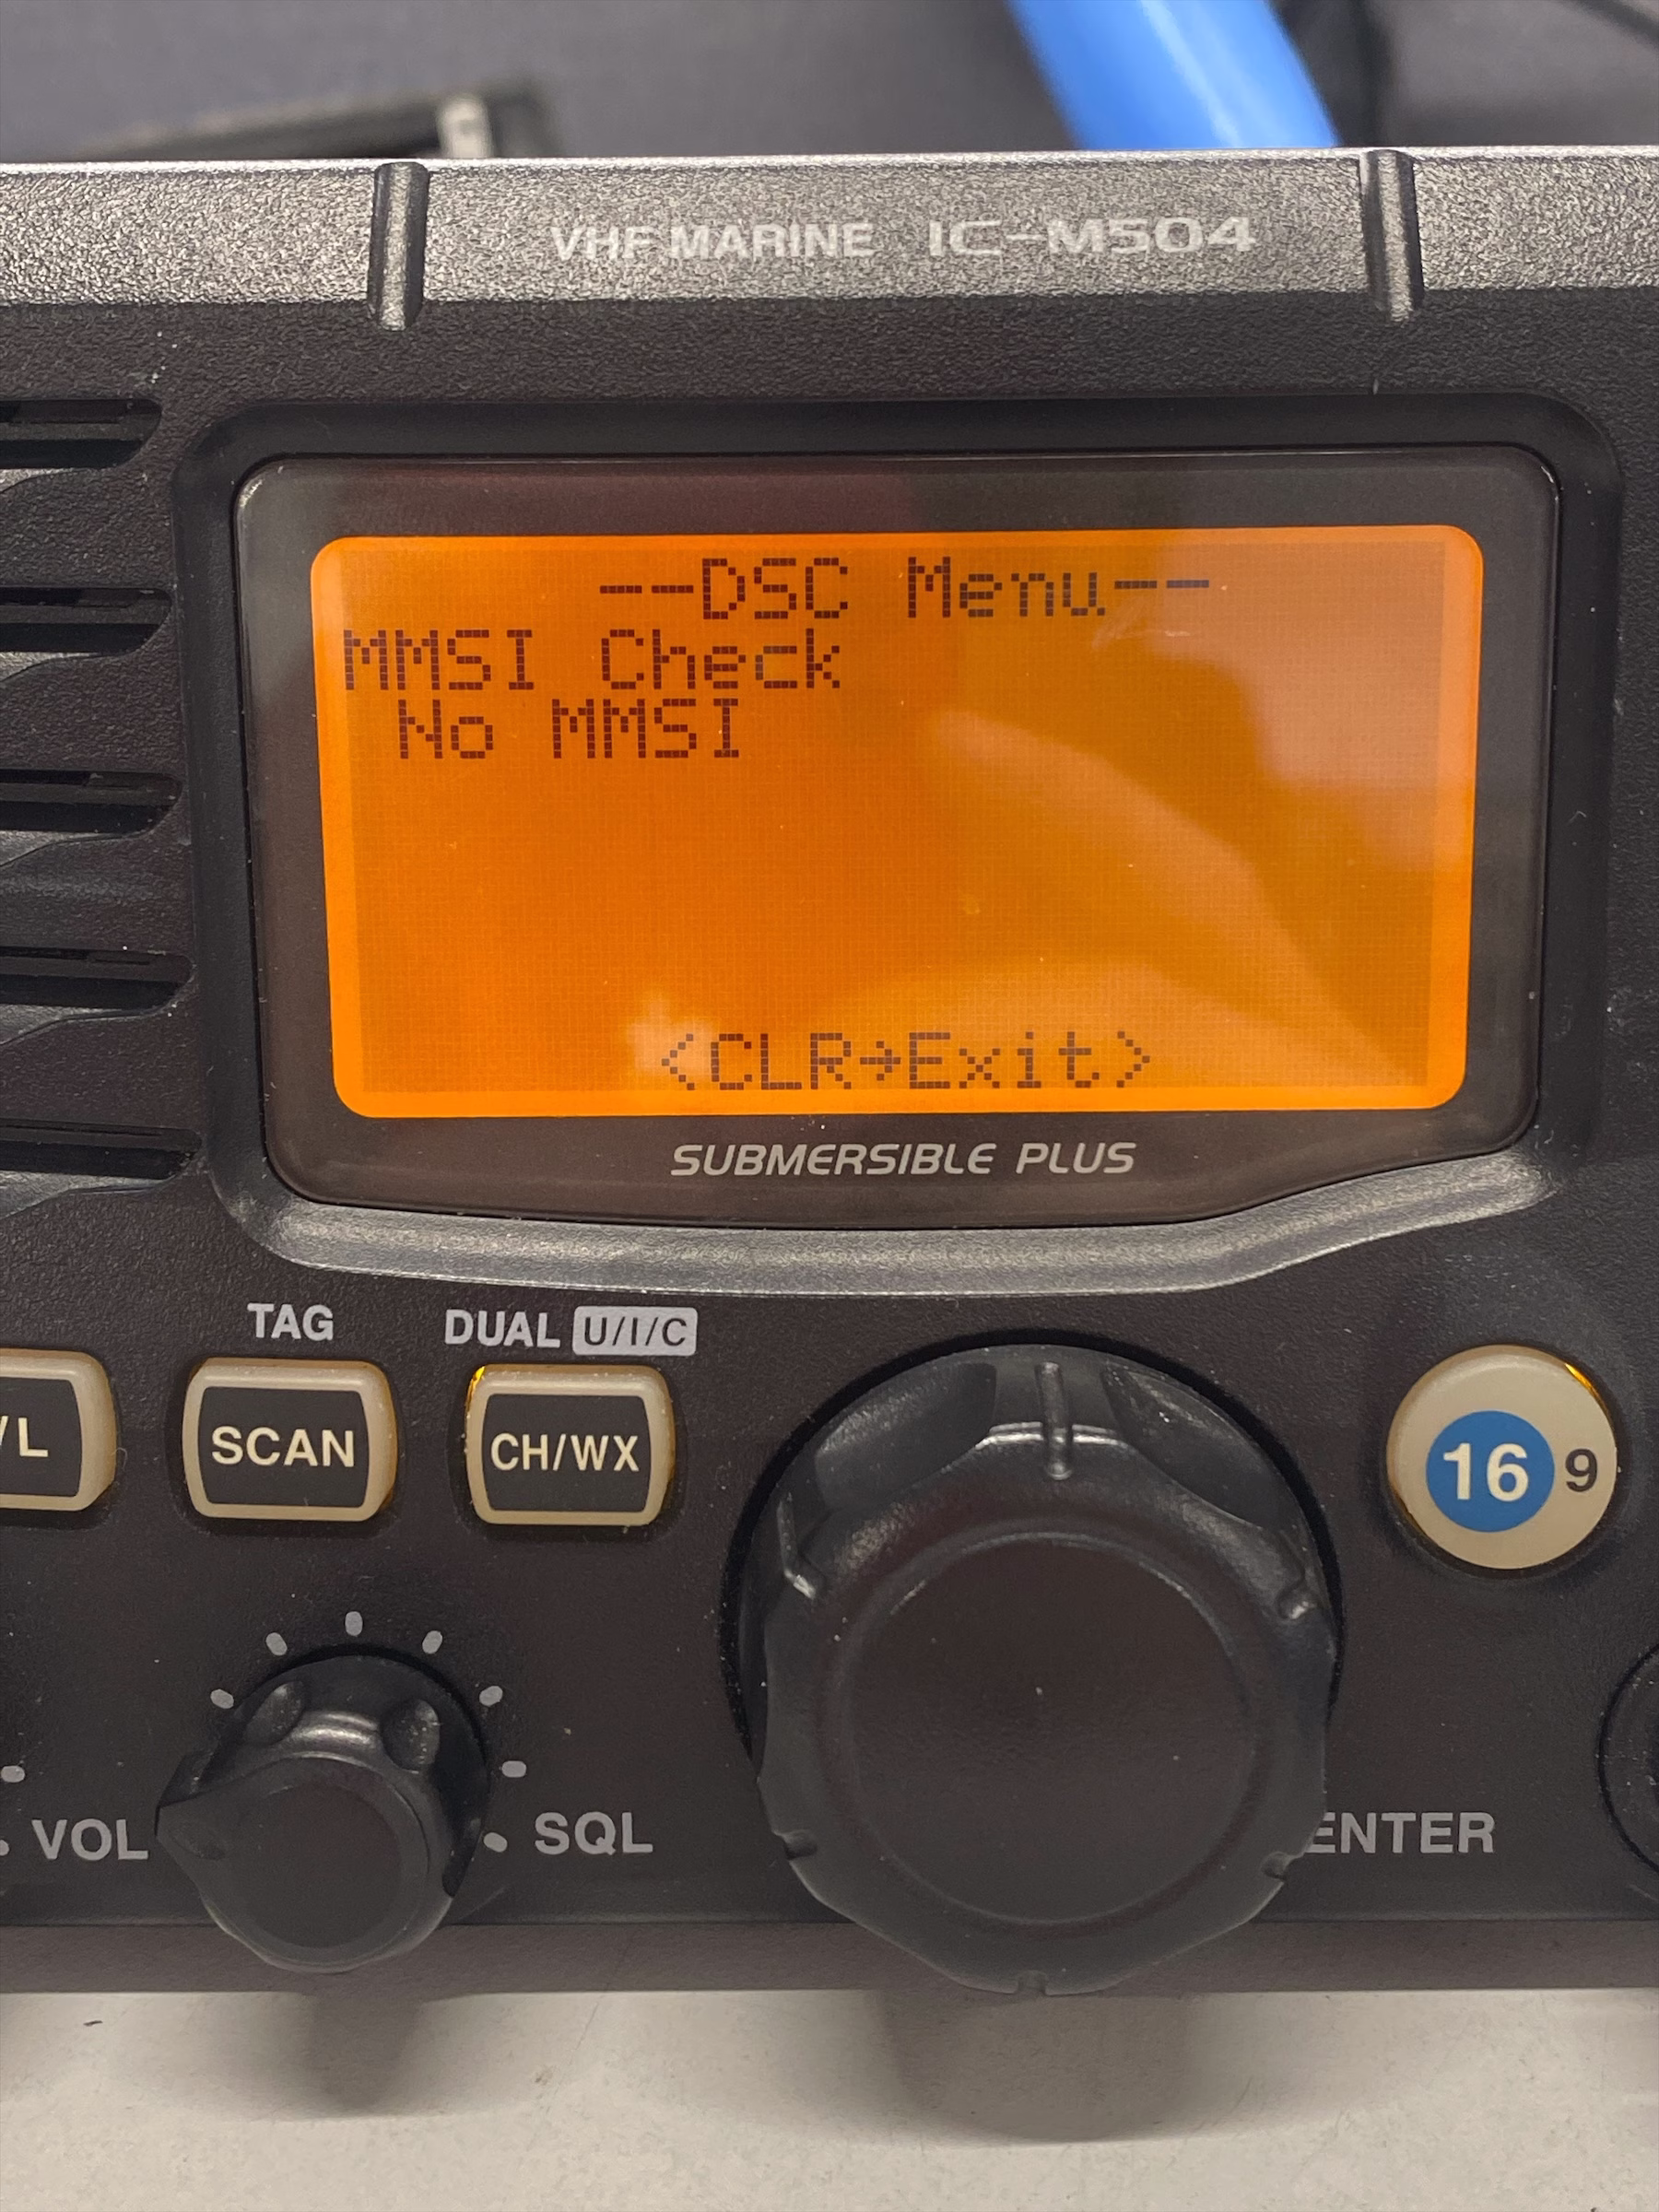 VHF MARINE IC-M504
--DSC Menu--
MMSI Check
No MMSI
<CLR→Exit>
SUBMERSIBLE PLUS
TAG
DUAL U/I/C
/L
SCAN
CH/WX
16 9
VOL
SQL
ENTER